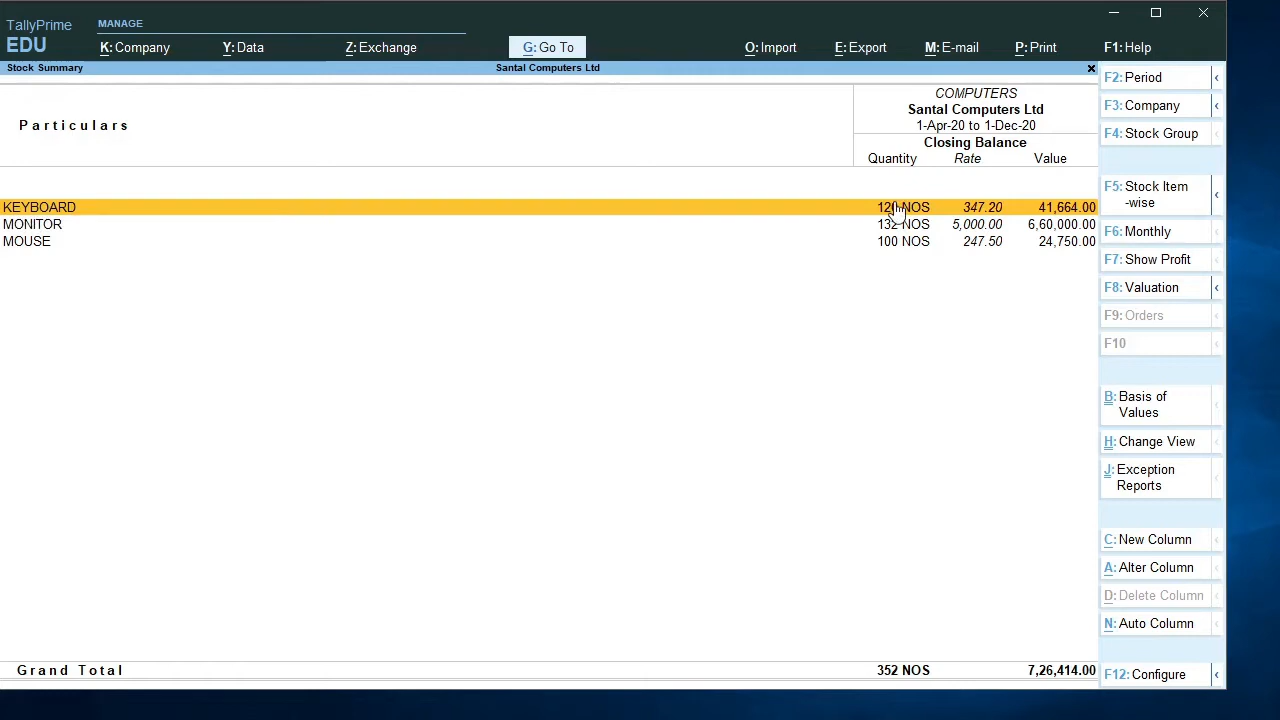 TallyPrime
EDU
MANAGE
K: Company Y: Data Z: Exchange G: Go To O: Import E: Export M: E-mail P: Print F1: Help
Stock Summary Santal Computers Ltd
Particulars
COMPUTERS
Santal Computers Ltd
1-Apr-20 to 1-Dec-20
Closing Balance
Quantity Rate Value
KEYBOARD 120 NOS 347.20 41,664.00
MONITOR 132 NOS 5,000.00 6,60,000.00
MOUSE 100 NOS 247.50 24,750.00
Grand Total 352 NOS 7,26,414.00
F2: Period
F3: Company
F4: Stock Group
F5: Stock Item
-wise
F6: Monthly
F7: Show Profit
F8: Valuation
F9: Orders
F10
B: Basis of
Values
H: Change View
J: Exception
Reports
C: New Column
A: Alter Column
D: Delete Column
N: Auto Column
F12: Configure